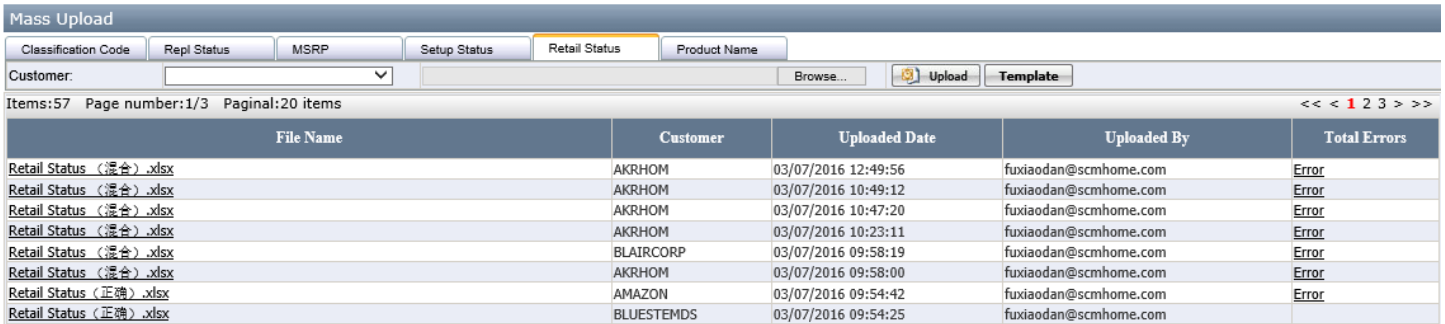 Mass Upload
Classification Code Repl Status MSRP Setup Status Retail Status Product Name
Customer: Browse... Upload Template
Items:57 Page number:1/3 Paginal:20 items << < 1 2 3 > >>
File Name Customer Uploaded Date Uploaded By Total Errors
Retail Status （混合）.xlsx AKRHOM 03/07/2016 12:49:56 fuxiaodan@scmhome.com Error
Retail Status （混合）.xlsx AKRHOM 03/07/2016 10:49:12 fuxiaodan@scmhome.com Error
Retail Status （混合）.xlsx AKRHOM 03/07/2016 10:47:20 fuxiaodan@scmhome.com Error
Retail Status （混合）.xlsx AKRHOM 03/07/2016 10:23:11 fuxiaodan@scmhome.com Error
Retail Status （混合）.xlsx BLAIRCORP 03/07/2016 09:58:19 fuxiaodan@scmhome.com Error
Retail Status （混合）.xlsx AKRHOM 03/07/2016 09:58:00 fuxiaodan@scmhome.com Error
Retail Status（正确）.xlsx AMAZON 03/07/2016 09:54:42 fuxiaodan@scmhome.com Error
Retail Status（正确）.xlsx BLUESTEMDS 03/07/2016 09:54:25 fuxiaodan@scmhome.com